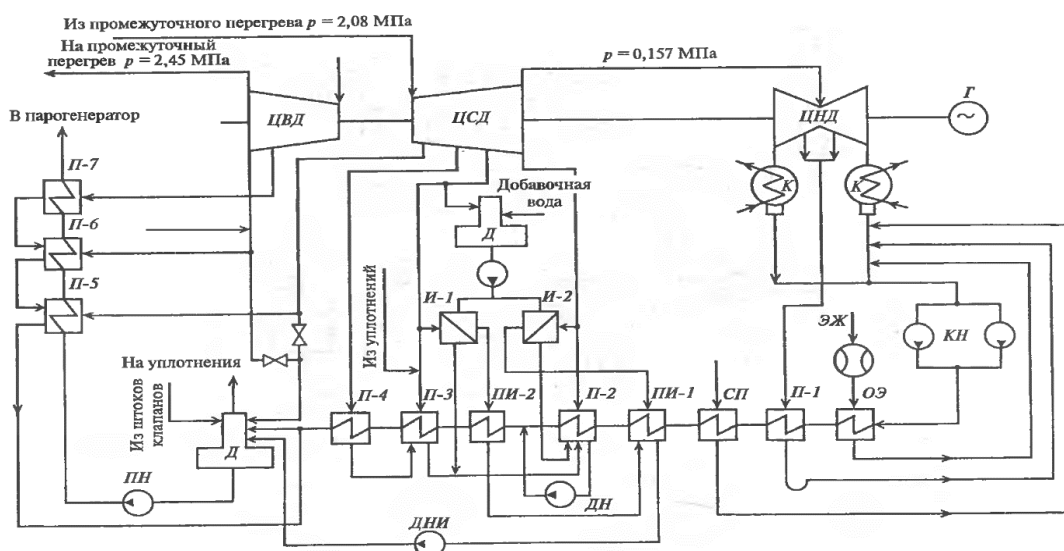 Из промежуточного перегрева p = 2,08 МПа
На промежуточный
перегрев p = 2,45 МПа
p = 0,157 МПа
Г
ЦВД
ЦСД
ЦНД
В парогенератор
П-7
К
К
Добавочная
вода
П-6
Д
П-5
Из уплотнений
И-1
И-2
ЭЖ
КН
На уплотнения
Из штоков
клапанов
П-4
П-3
ПИ-2
П-2
ПИ-1
СП
П-1
ОЭ
Д
ПН
ДН
ДНИ